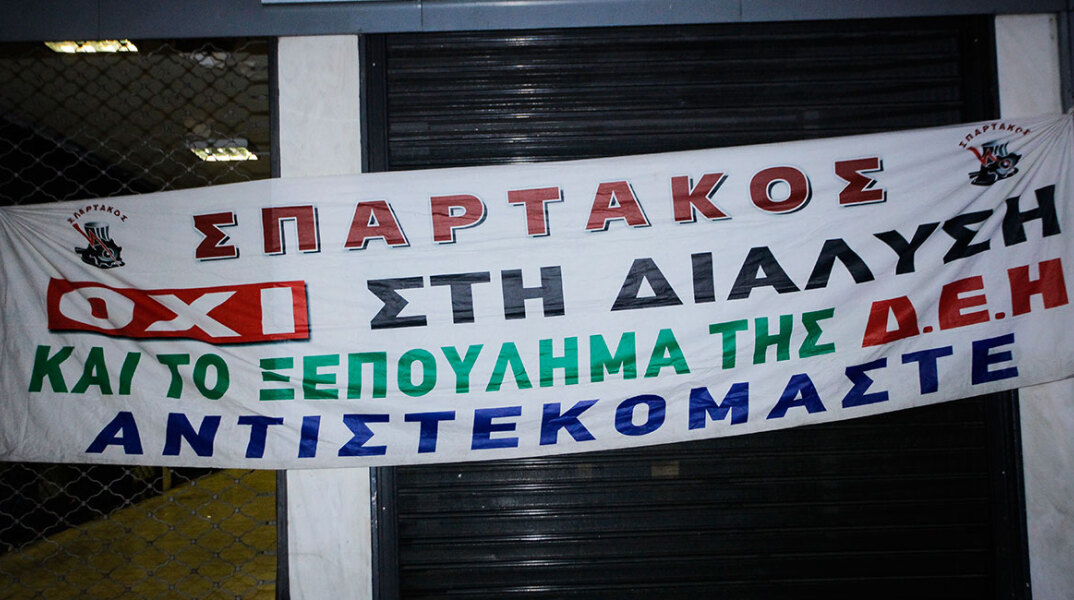 ΣΠΑΡΤΑΚΟΣ
ΣΠΑΡΤΑΚΟΣ
ΣΠΑΡΤΑΚΟΣ
ΟΧΙ ΣΤΗ ΔΙΑΛΥΣΗ
ΚΑΙ ΤΟ ΞΕΠΟΥΛΗΜΑ ΤΗΣ Δ.Ε.Η
ΑΝΤΙΣΤΕΚΟΜΑΣΤΕ